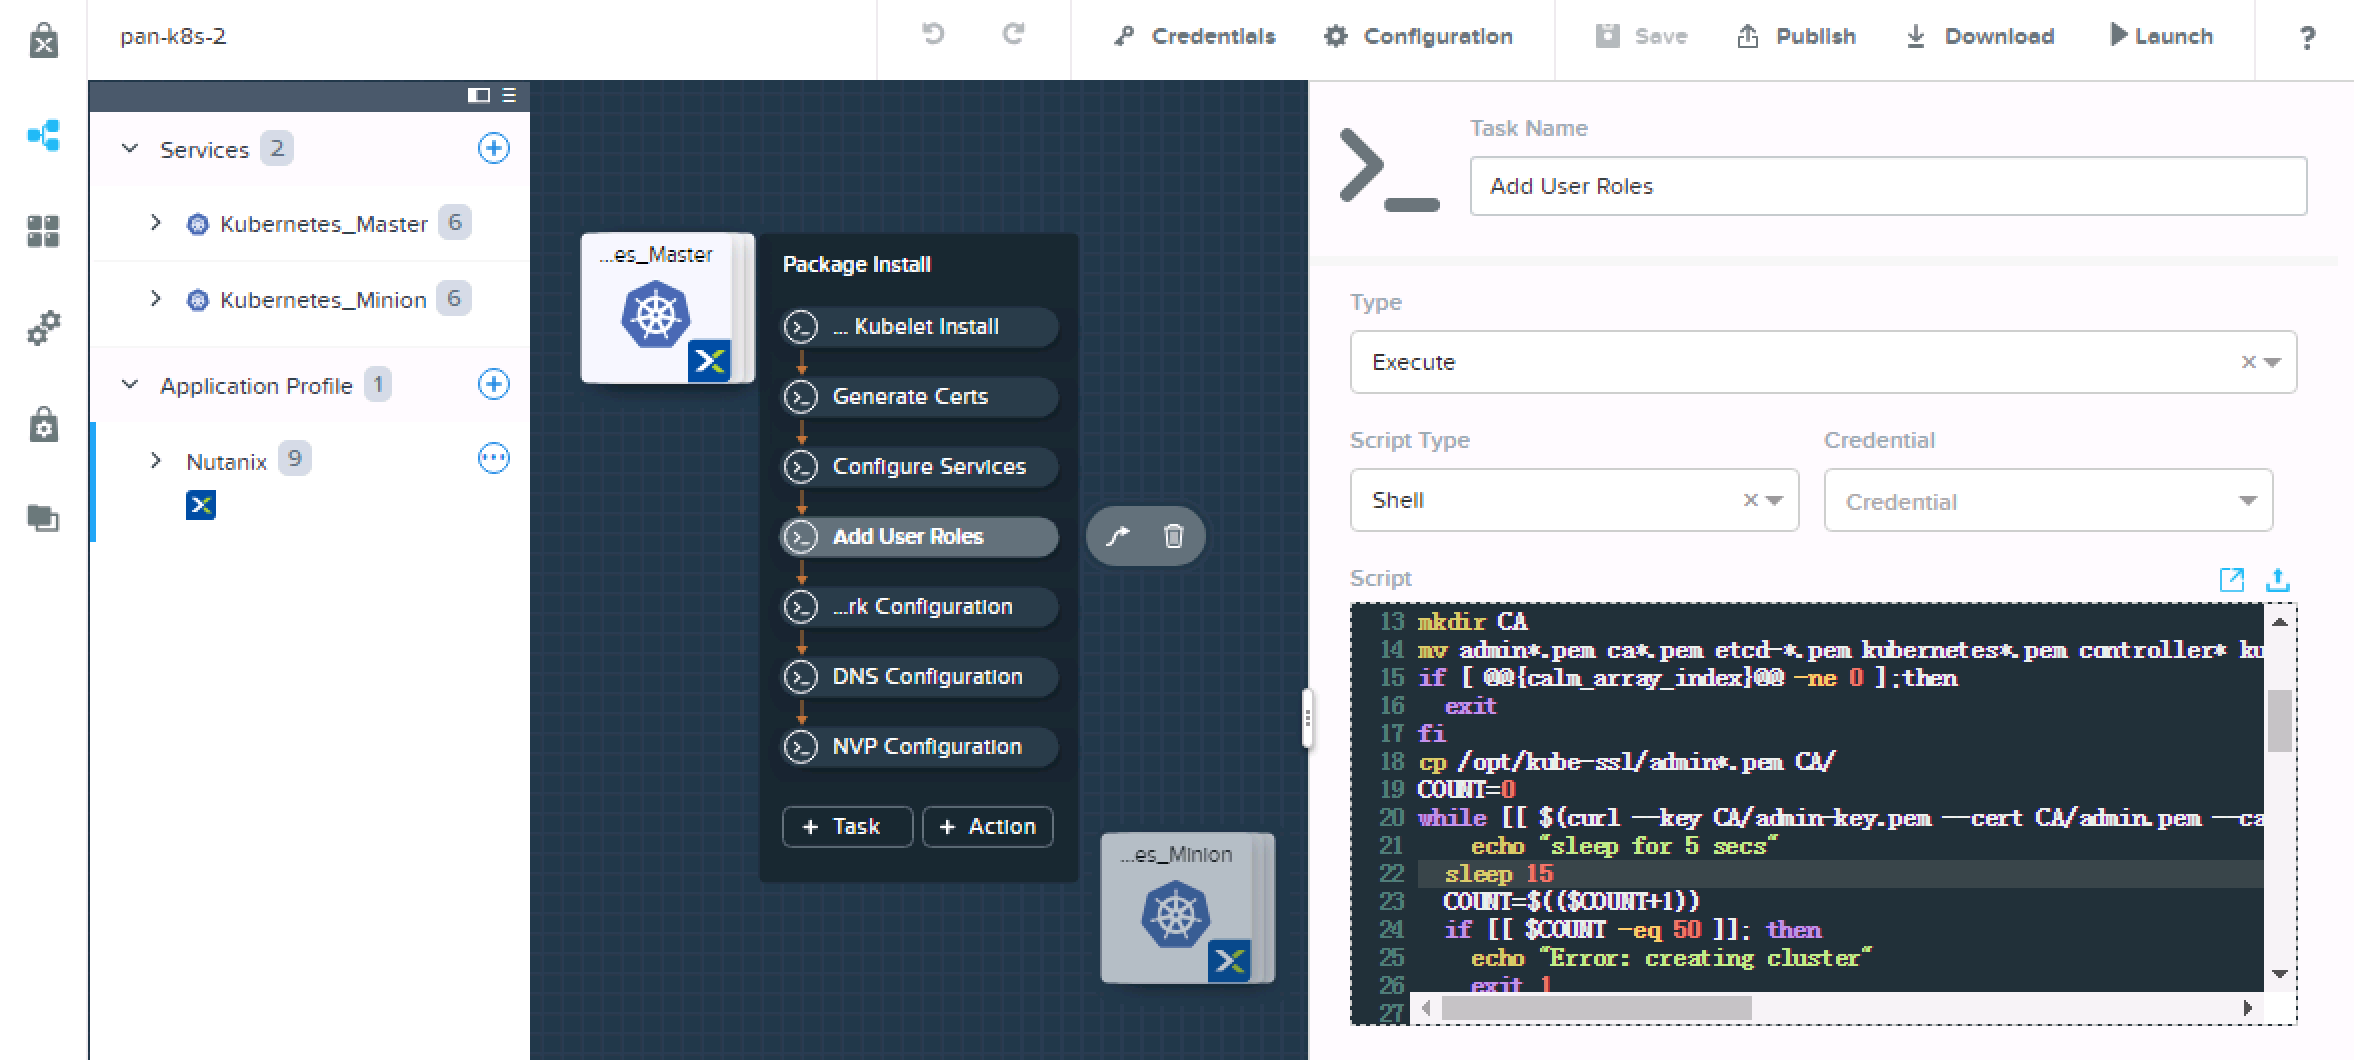 pan-k8s-2
Credentials
Configuration
Save
Publish
Download
Launch
?
Services 2
Kubernetes_Master 6
Kubernetes_Minion 6
Application Profile 1
Nutanix 9
...es_Master
Package Install
... Kubelet Install
Generate Certs
Configure Services
Add User Roles
...rk Configuration
DNS Configuration
NVP Configuration
+ Task
+ Action
...es_Minion
Task Name
Add User Roles
Type
Execute
Script Type
Credential
Shell
Credential
Script
13 mkdir CA
14 mv admin*.pem ca*.pem etcd-*.pem kubernetes*.pem controller* ku
15 if [ @@{calm_array_index}@@ -ne 0 ];then
16 exit
17 fi
18 cp /opt/kube-ssl/admin*.pem CA/
19 COUNT=0
20 while [[ $(curl --key CA/admin-key.pem --cert CA/admin.pem --ca
21 echo "sleep for 5 secs"
22 sleep 15
23 COUNT=$(($COUNT+1))
24 if [[ $COUNT -eq 50 ]]; then
25 echo "Error: creating cluster"
26 exit 1
27